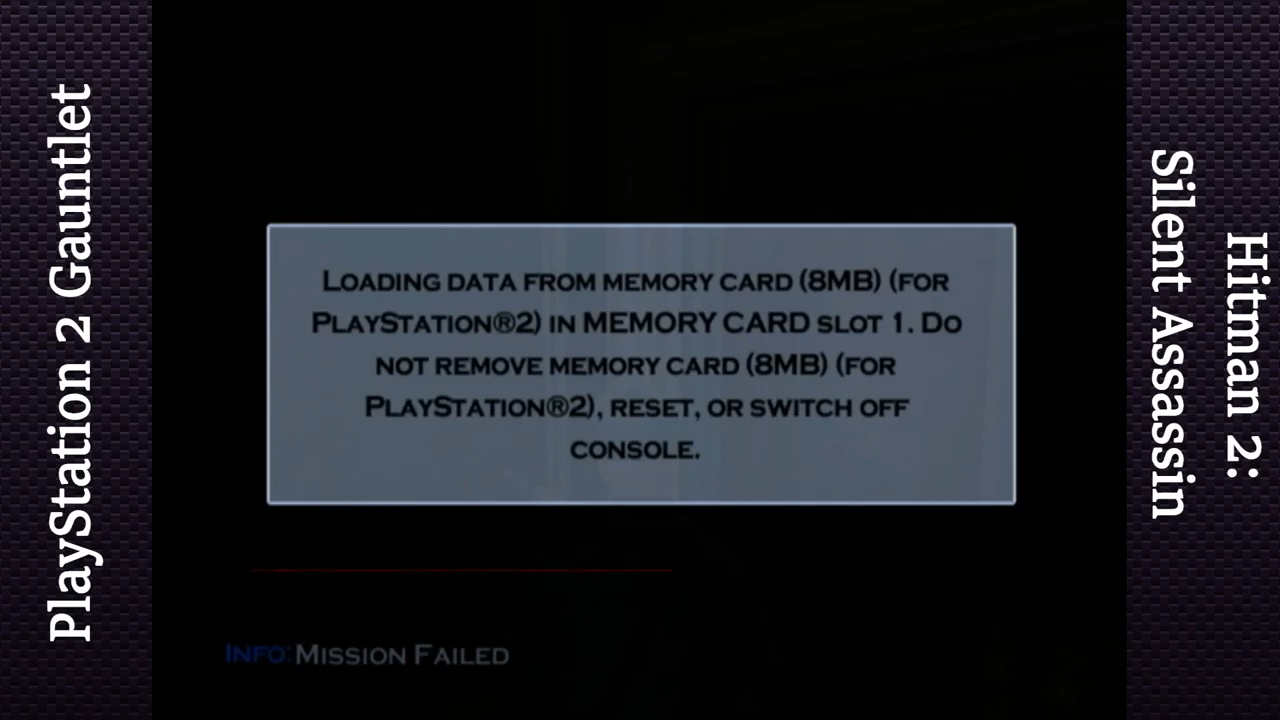 PlayStation 2 Gauntlet
Loading data from memory card (8MB) (for
PlayStation®2) in MEMORY CARD slot 1. Do
not remove memory card (8MB) (for
PlayStation®2), reset, or switch off
console.
Info: Mission Failed
Hitman 2:
Silent Assassin